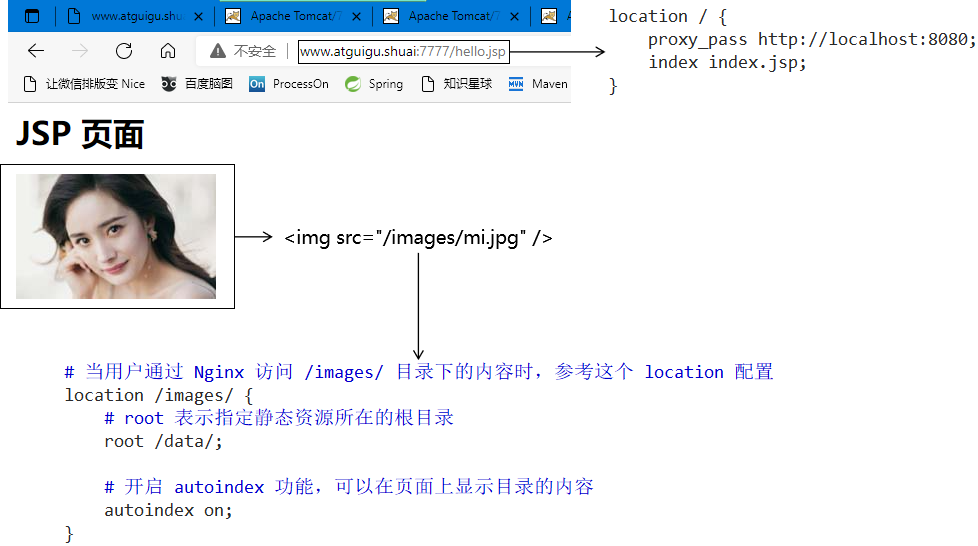 www.atguigu.shu
Apache Tomcat/7
Apache Tomcat/7
不安全
www.atguigu.shuai:7777/hello.jsp
让微信排版变 Nice
百度脑图
On
ProcessOn
Spring
知识星球
MVN
Maven
location / {
proxy_pass http://localhost:8080;
index index.jsp;
}
JSP 页面
<img src="/images/mi.jpg" />
# 当用户通过 Nginx 访问 /images/ 目录下的内容时，参考这个 location 配置
location /images/ {
# root 表示指定静态资源所在的根目录
root /data/;
# 开启 autoindex 功能，可以在页面上显示目录的内容
autoindex on;
}